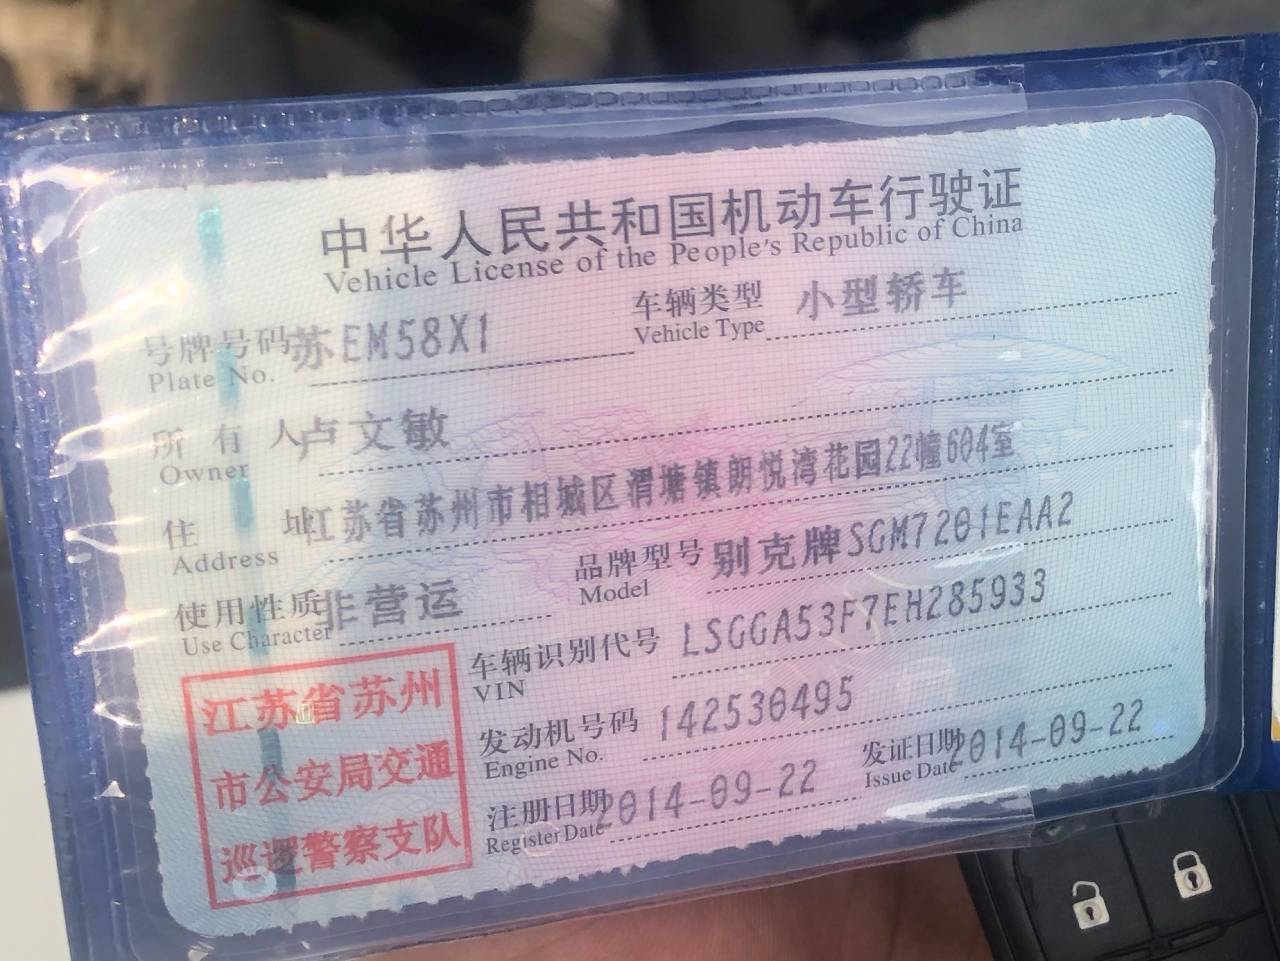 中华人民共和国机动车行驶证
Vehicle License of the People's Republic of China
号牌号码 苏EM58X1 车辆类型 小型轿车
Plate No. Vehicle Type
所有人 卢文敏
Owner
住址 江苏省苏州市相城区渭塘镇朗悦湾花园22幢604室
Address
使用性质 非营运 品牌型号 别克牌SGM7201EAA2
Use Character Model
车辆识别代号 LSGGA53F7EH285933
VIN
发动机号码 142530495
Engine No.
注册日期 2014-09-22 发证日期 2014-09-22
Register Date Issue Date
江苏省苏州
市公安局交通
巡逻警察支队